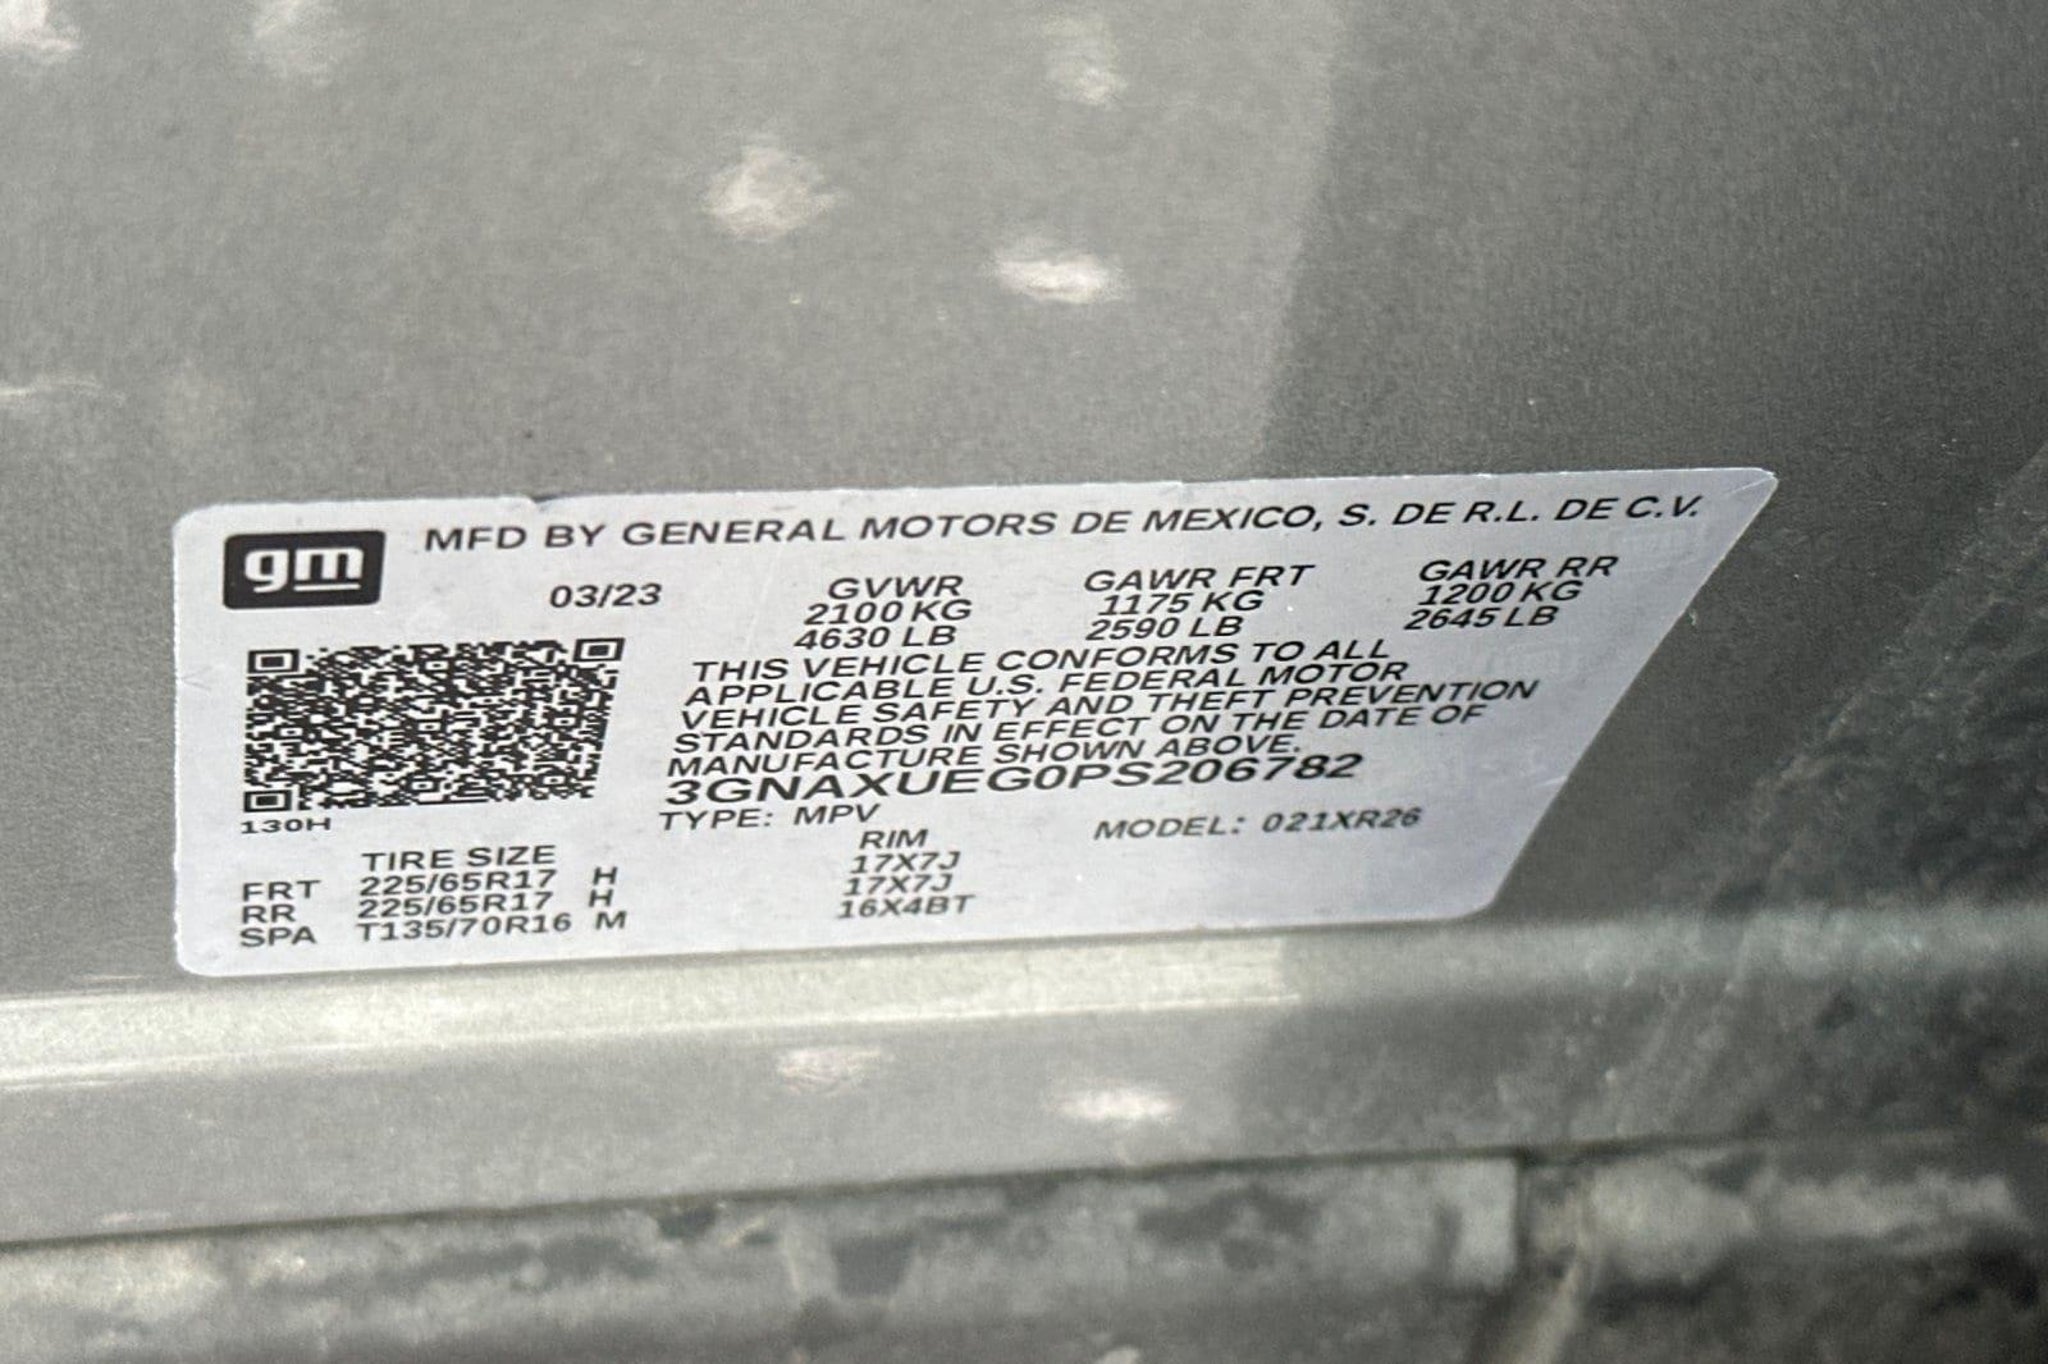 gm
MFD BY GENERAL MOTORS DE MEXICO, S. DE R.L. DE C.V.
03/23 GVWR GAWR FRT GAWR RR
2100 KG 1175 KG 1200 KG
4630 LB 2590 LB 2645 LB
THIS VEHICLE CONFORMS TO ALL
APPLICABLE U.S. FEDERAL MOTOR
VEHICLE SAFETY AND THEFT PREVENTION
STANDARDS IN EFFECT ON THE DATE OF
MANUFACTURE SHOWN ABOVE.
3GNAXUEG0PS206782
130H
TYPE: MPV MODEL: 021XR26
TIRE SIZE RIM
FRT 225/65R17 H 17X7J
RR 225/65R17 H 17X7J
SPA T135/70R16 M 16X4BT